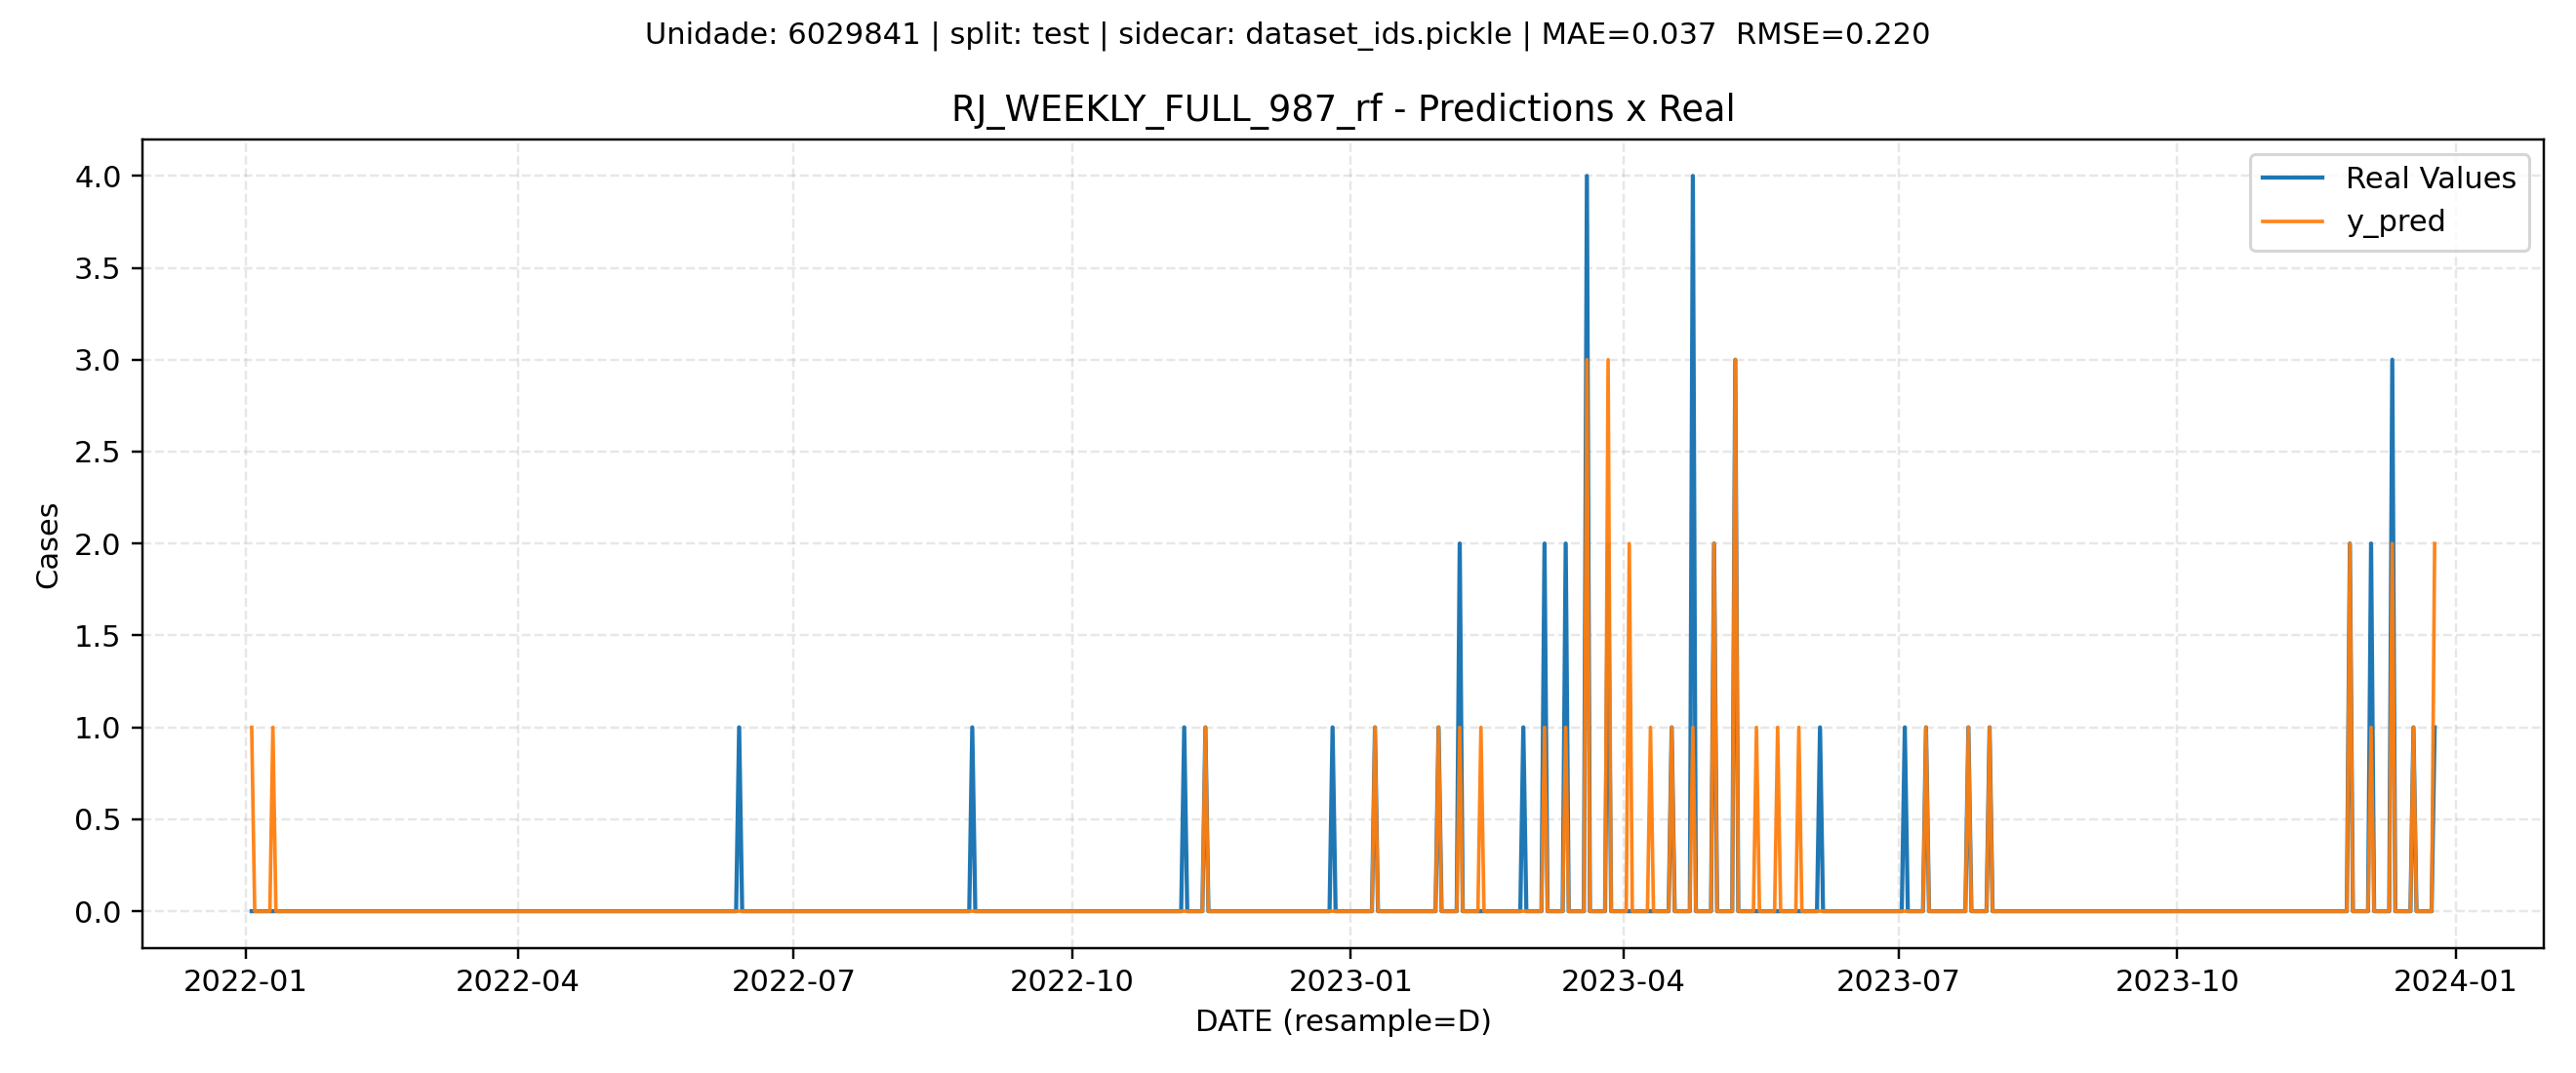 Unidade: 6029841 | split: test | sidecar: dataset_ids.pickle | MAE=0.037  RMSE=0.220
RJ_WEEKLY_FULL_987_rf - Predictions x Real
Real Values
y_pred
4.0
3.5
3.0
2.5
2.0
1.5
1.0
0.5
0.0
Cases
2022-01 2022-04 2022-07 2022-10 2023-01 2023-04 2023-07 2023-10 2024-01
DATE (resample=D)